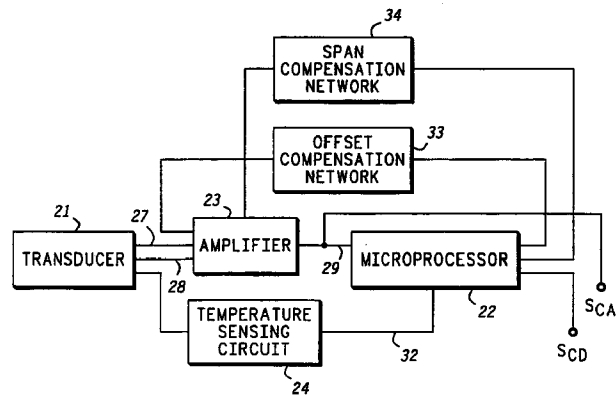 34
SPAN
COMPENSATION
NETWORK
33
OFFSET
COMPENSATION
NETWORK
21
23
27
TRANSDUCER
AMPLIFIER
MICROPROCESSOR
28
29
22
SCA
TEMPERATURE
SENSING
CIRCUIT
32
SCD
24